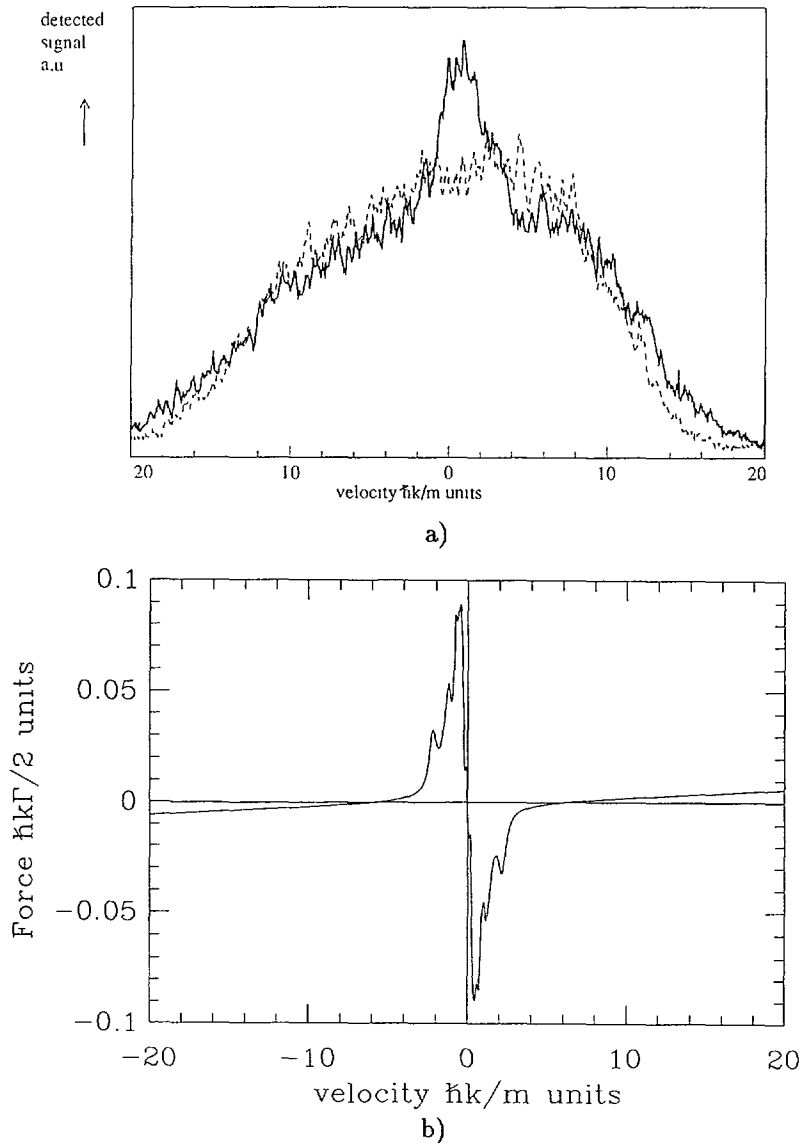 detected
signal
a.u
20 10 0 10 20
velocity ħk/m units
a)
0.1
0.05
0
−0.05
−0.1
Force ħkΓ/2 units
−20 −10 0 10 20
velocity ħk/m units
b)